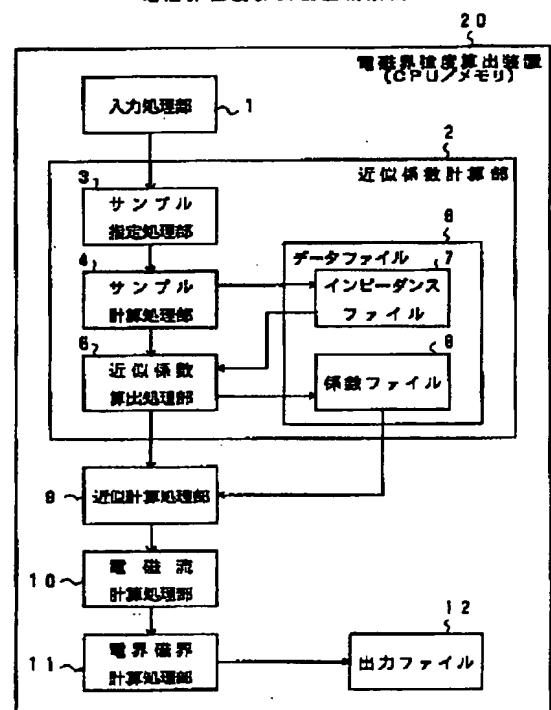 20
電磁界強度算出装置
(CPU/メモリ)
入力処理部
1
2
近似係数計算部
3
サンプル
指定処理部
データファイル
4
サンプル
計算処理部
7
インピーダンス
ファイル
近似係数
算出処理部
係数ファイル
近似計算処理部
10
電磁流
計算処理部
11
電界磁界
計算処理部
12
出力ファイル